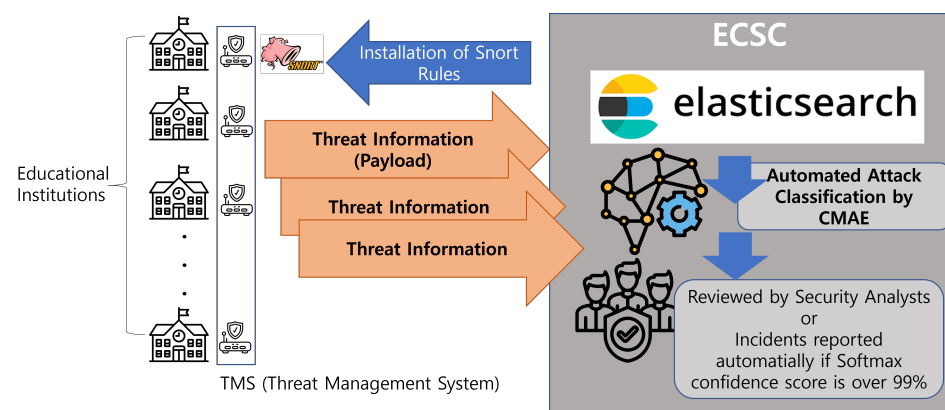 ECSC
Installation of Snort
Rules
SNORT
elasticsearch
Threat Information
(Payload)
Educational
Institutions
Automated Attack
Classification by
CMAE
Threat Information
Threat Information
Reviewed by Security Analysts
or
Incidents reported
automatially if Softmax
confidence score is over 99%
TMS (Threat Management System)